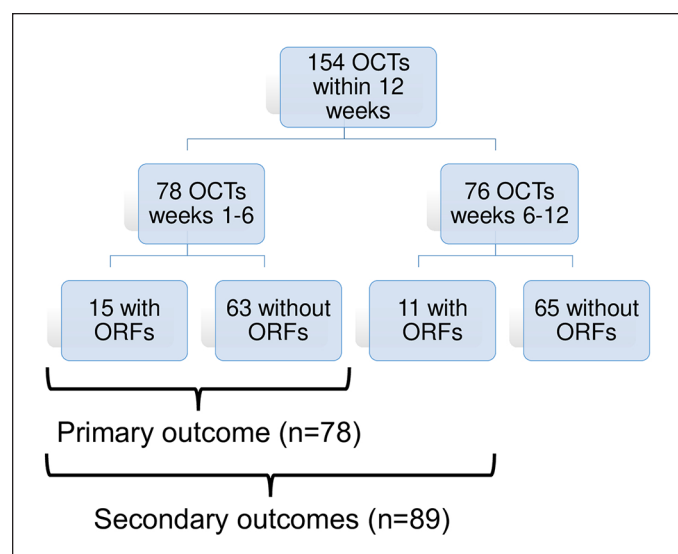 154 OCTs
within 12
weeks
78 OCTs
weeks 1-6
76 OCTs
weeks 6-12
15 with
ORFs
63 without
ORFs
11 with
ORFs
65 without
ORFs
Primary outcome (n=78)
Secondary outcomes (n=89)